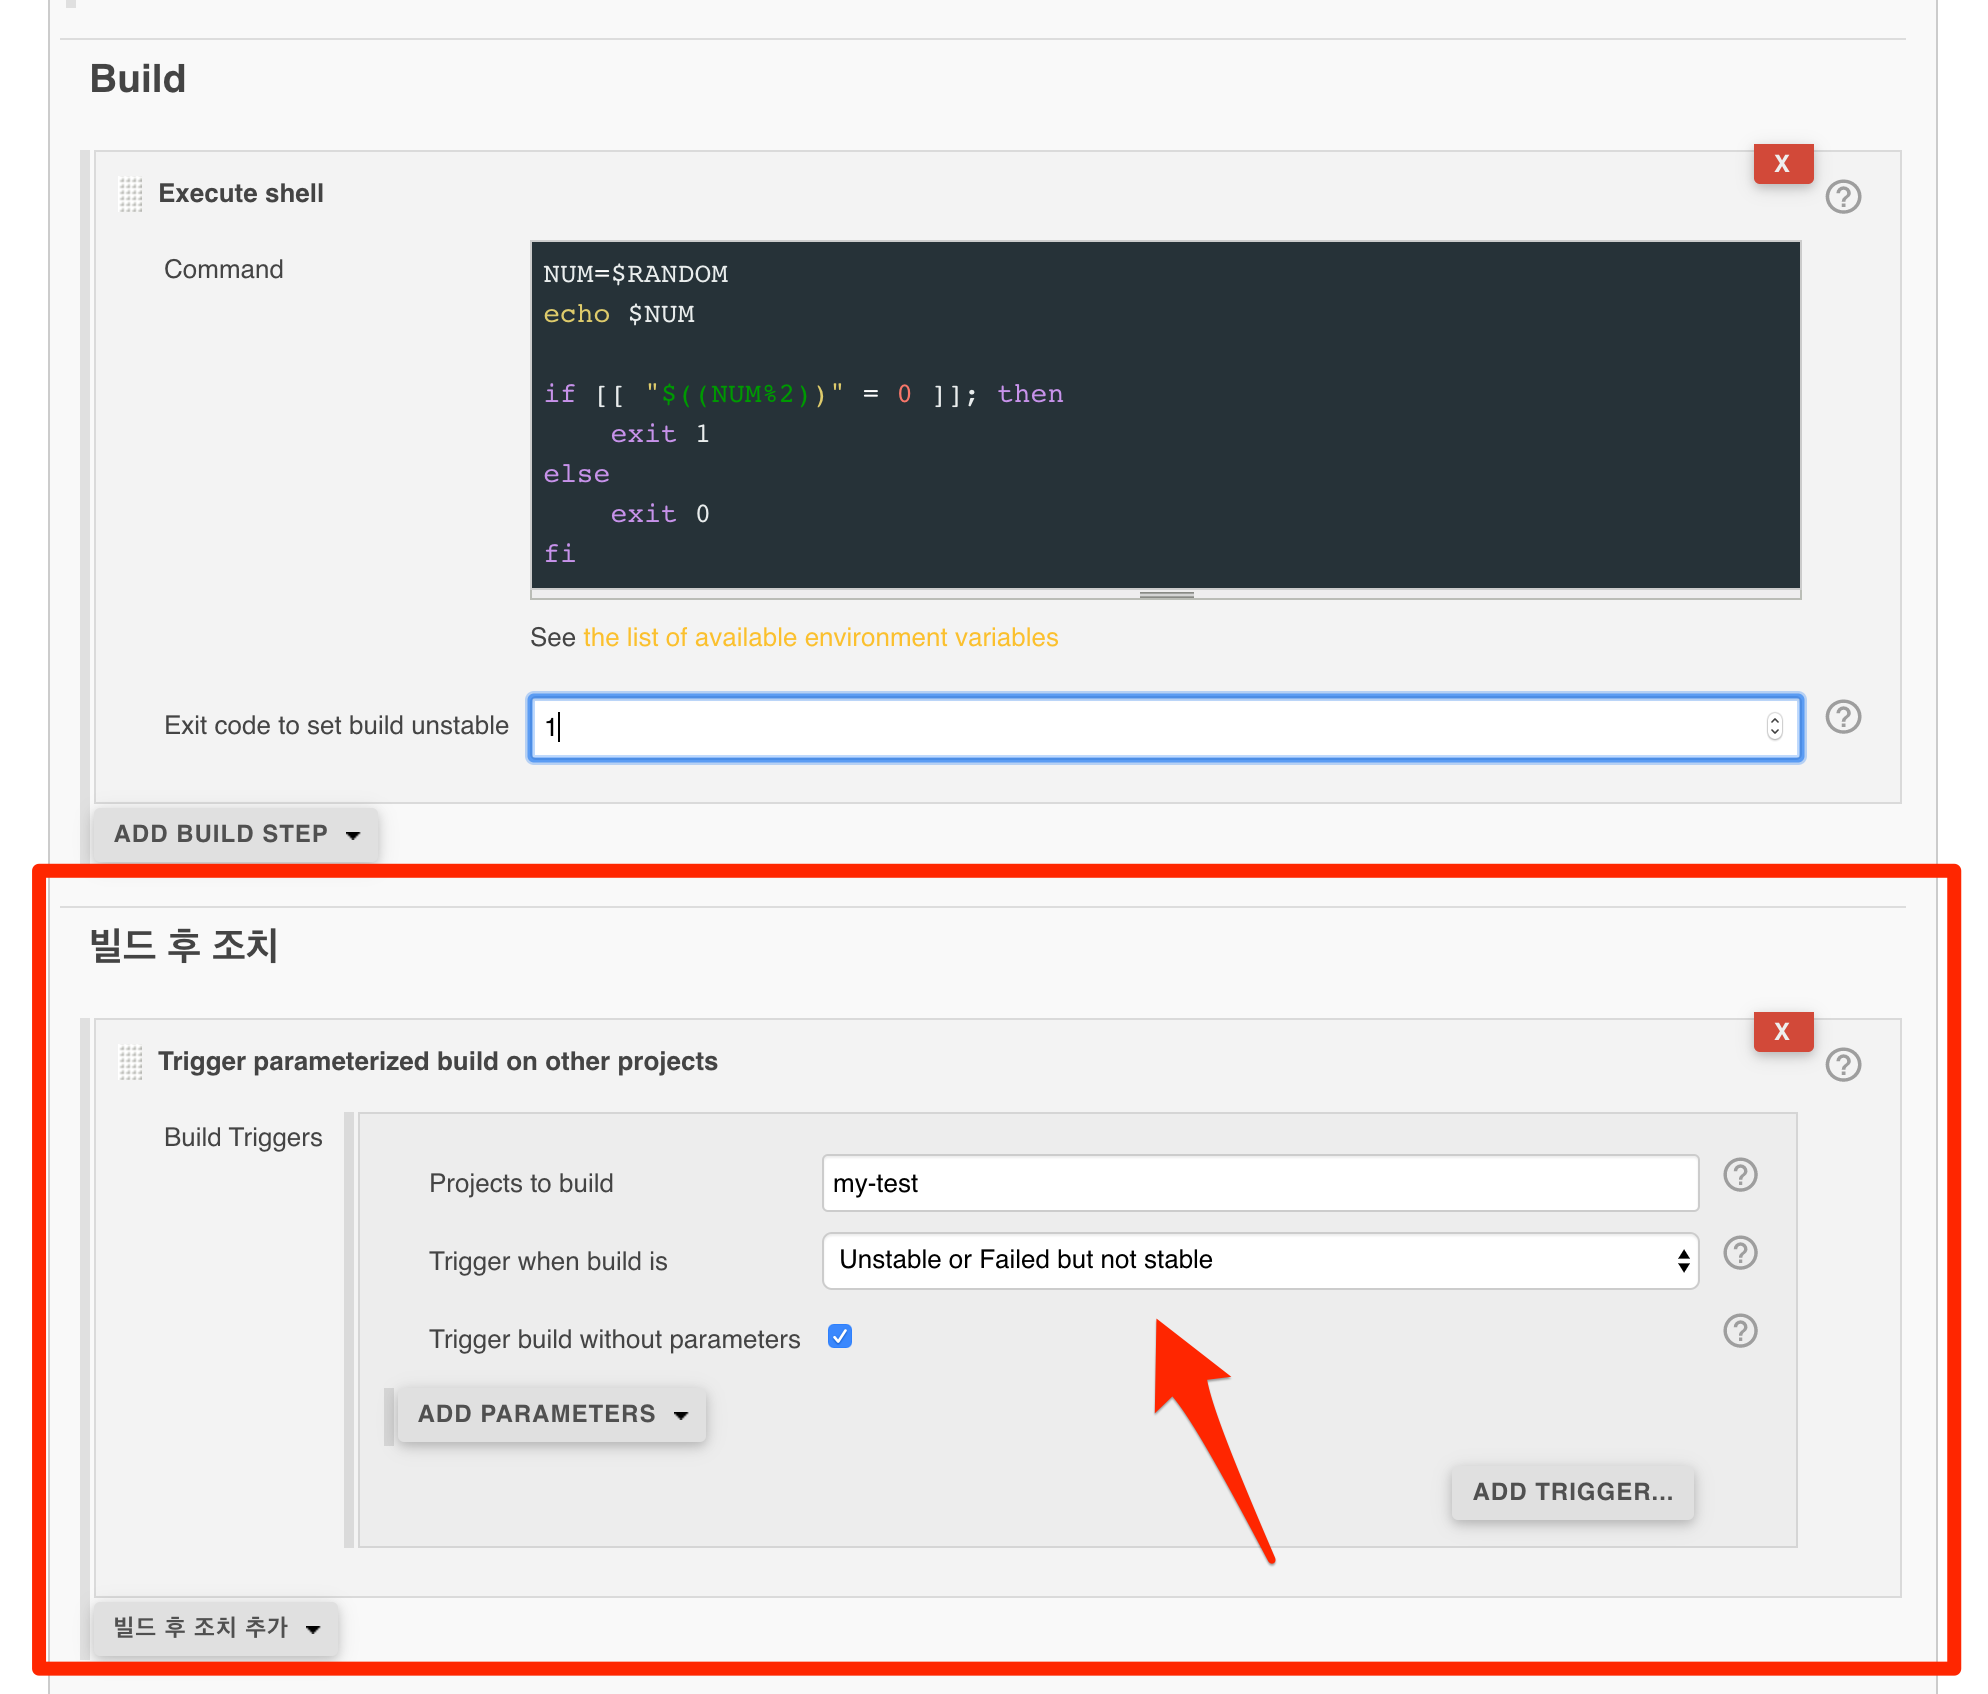 Build
X
Execute shell
Command
NUM=$RANDOM
echo $NUM
if [[ "$((NUM%2))" = 0 ]]; then
exit 1
else
exit 0
fi
See the list of available environment variables
Exit code to set build unstable
1
ADD BUILD STEP
빌드 후 조치
X
Trigger parameterized build on other projects
Build Triggers
Projects to build
my-test
Trigger when build is
Unstable or Failed but not stable
Trigger build without parameters
ADD PARAMETERS
ADD TRIGGER...
빌드 후 조치 추가